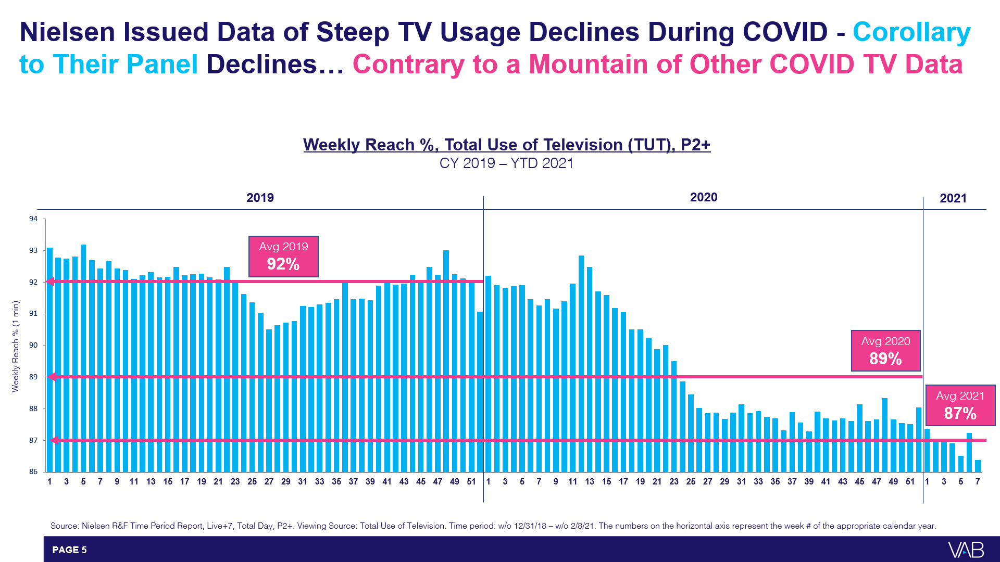 Nielsen Issued Data of Steep TV Usage Declines During COVID - Corollary
to Their Panel Declines… Contrary to a Mountain of Other COVID TV Data
Weekly Reach %, Total Use of Television (TUT), P2+
CY 2019 – YTD 2021
2019
2020
2021
94
93
92
91
90
89
88
87
86
Weekly Reach % (1 min)
Avg 2019
92%
Avg 2020
89%
Avg 2021
87%
1 3 5 7 9 11 13 15 17 19 21 23 25 27 29 31 33 35 37 39 41 43 45 47 49 51 1 3 5 7 9 11 13 15 17 19 21 23 25 27 29 31 33 35 37 39 41 43 45 47 49 51 1 3 5 7
Source: Nielsen R&F Time Period Report, Live+7, Total Day, P2+. Viewing Source: Total Use of Television. Time period: w/o 12/31/18 – w/o 2/8/21. The numbers on the horizontal axis represent the week # of the appropriate calendar year.
PAGE 5
VAB